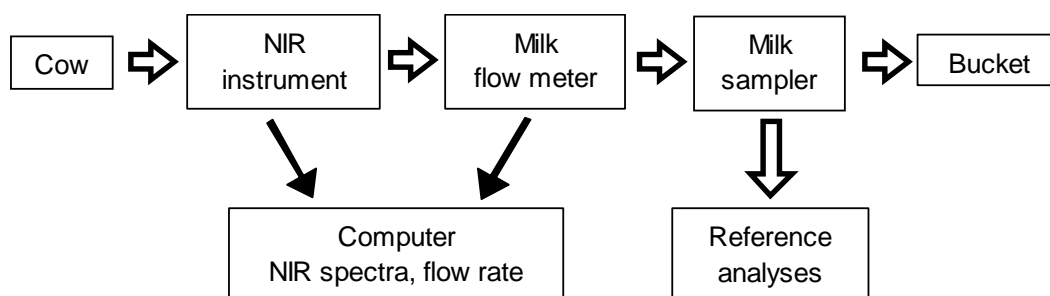 Cow
NIR
instrument
Milk
flow meter
Milk
sampler
Bucket
Computer
NIR spectra, flow rate
Reference
analyses